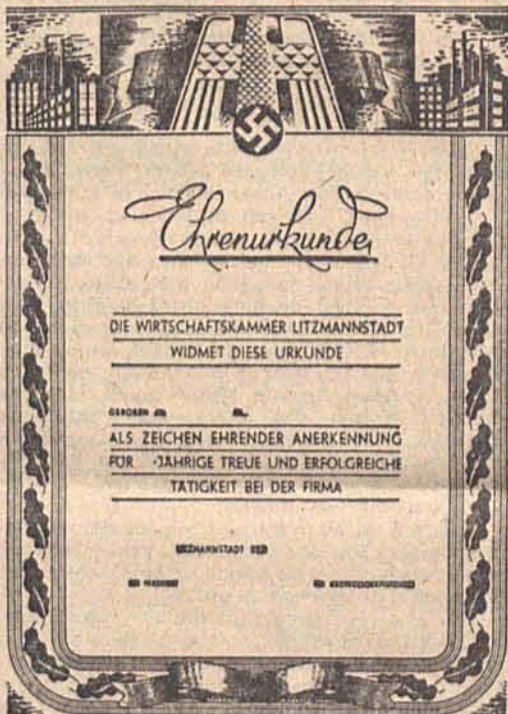 Ehrenurkunde
DIE WIRTSCHAFTSKAMMER LITZMANNSTADT
WIDMET DIESE URKUNDE
GEBOREN
ALS ZEICHEN EHRENDER ANERKENNUNG
FÜR -JÄHRIGE TREUE UND ERFOLGREICHE
TÄTIGKEIT BEI DER FIRMA
LITZMANNSTADT